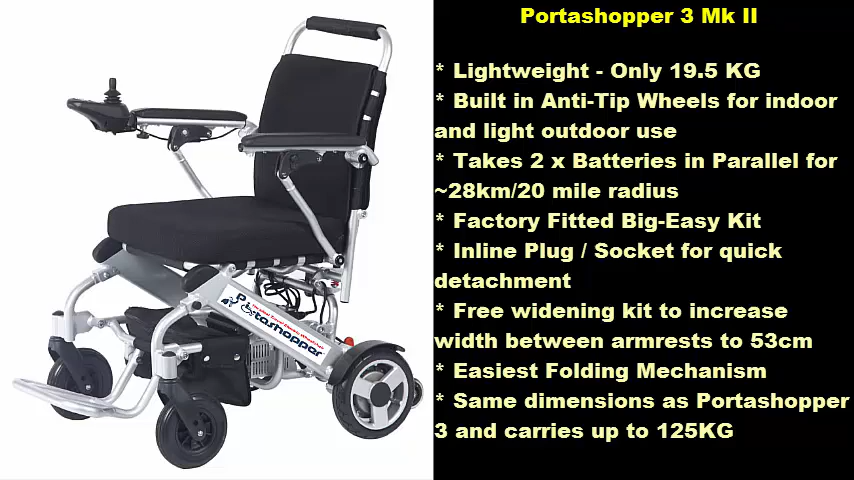 Portashopper 3 Mk II
* Lightweight - Only 19.5 KG
* Built in Anti-Tip Wheels for indoor
and light outdoor use
* Takes 2 x Batteries in Parallel for
~28km/20 mile radius
* Factory Fitted Big-Easy Kit
* Inline Plug / Socket for quick
detachment
* Free widening kit to increase
width between armrests to 53cm
* Easiest Folding Mechanism
* Same dimensions as Portashopper
3 and carries up to 125KG
Portashopper